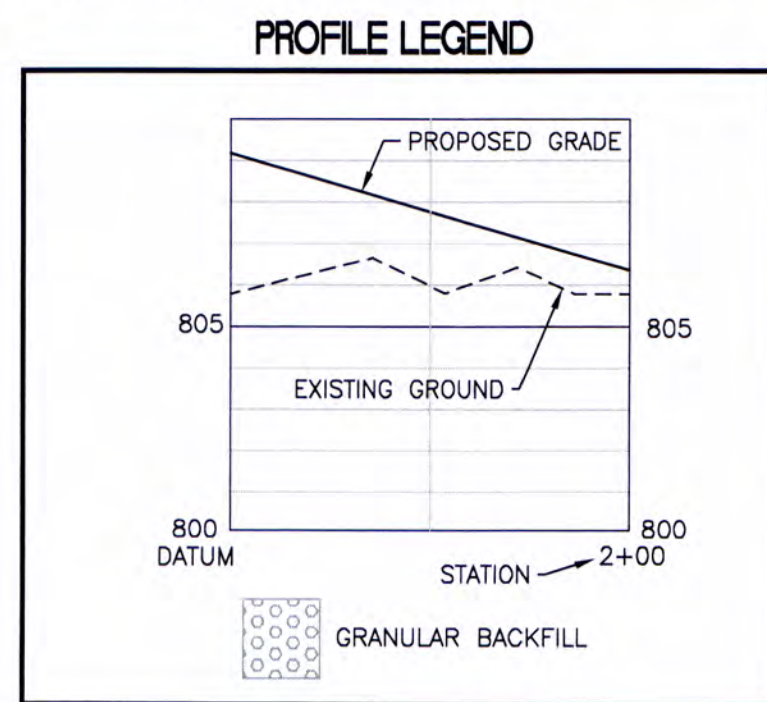 PROFILE LEGEND
PROPOSED GRADE
805 805
EXISTING GROUND
800 800
DATUM 2+00
STATION
GRANULAR BACKFILL